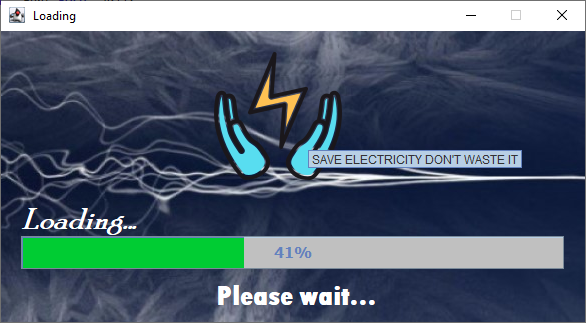 Loading
SAVE ELECTRICITY DON'T WASTE IT
Loading...
41%
Please wait...